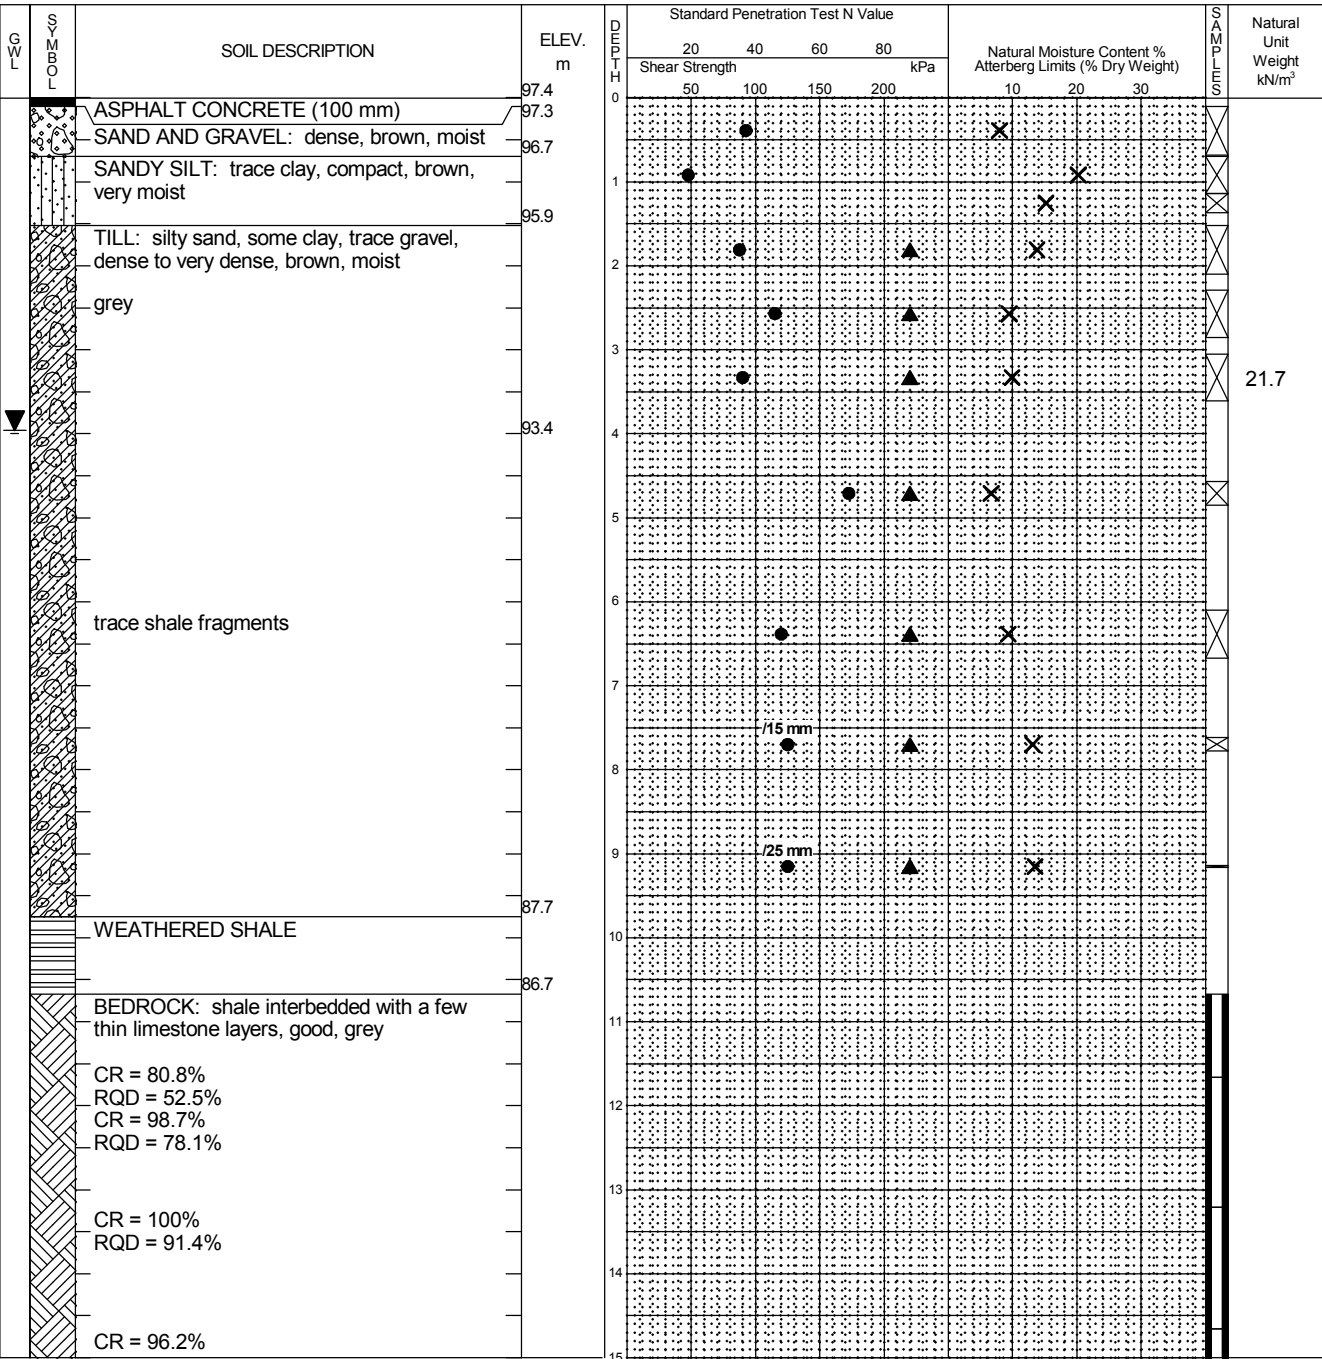 GWL
SYMBOL
SOIL DESCRIPTION
ELEV.
m
DEPTH
Standard Penetration Test N Value
20 40 60 80
Shear Strength kPa
50 100 150 200
Natural Moisture Content %
Atterberg Limits (% Dry Weight)
10 20 30
SAMPLES
Natural
Unit
Weight
kN/m³
97.4
0
ASPHALT CONCRETE (100 mm)
97.3
SAND AND GRAVEL: dense, brown, moist
96.7
SANDY SILT: trace clay, compact, brown,
very moist
1
95.9
TILL: silty sand, some clay, trace gravel,
dense to very dense, brown, moist
2
grey
3
21.7
93.4
4
5
6
trace shale fragments
7
/15 mm
8
/25 mm
9
87.7
WEATHERED SHALE
10
86.7
BEDROCK: shale interbedded with a few
thin limestone layers, good, grey
11
CR = 80.8%
RQD = 52.5%
12
CR = 98.7%
RQD = 78.1%
13
CR = 100%
RQD = 91.4%
14
CR = 96.2%
15